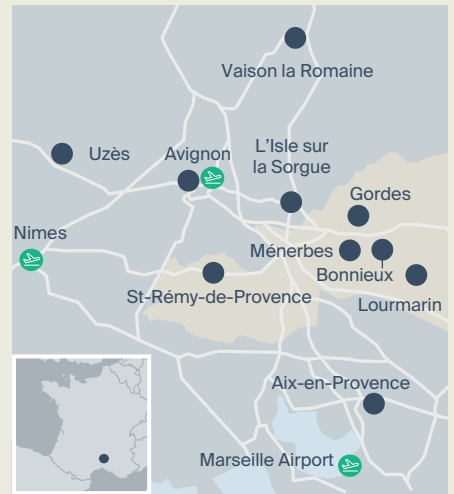 Vaison la Romaine
Uzès
Avignon
L'Isle sur
la Sorgue
Gordes
Nimes
Ménerbes
Bonnieux
St-Rémy-de-Provence
Lourmarin
Aix-en-Provence
Marseille Airport